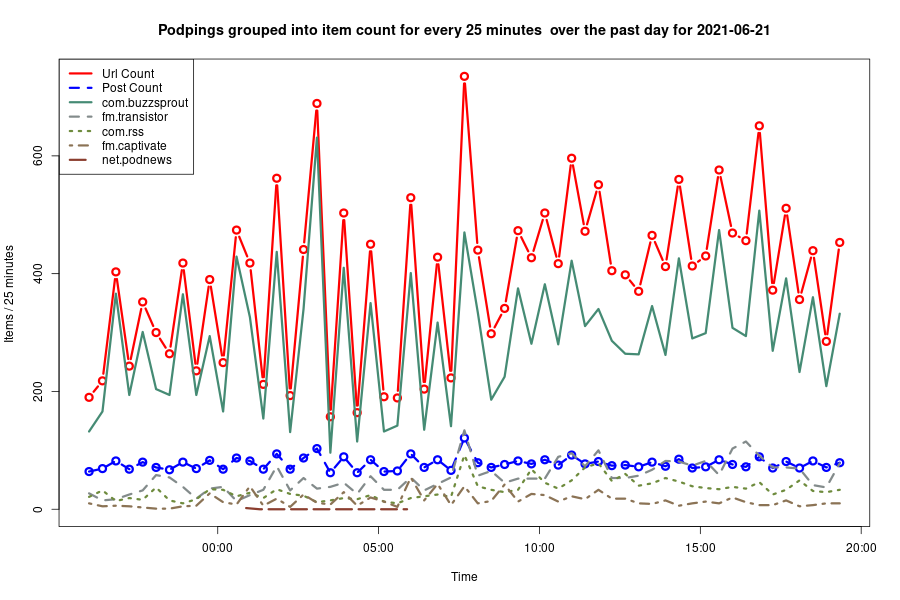 Podpings grouped into item count for every 25 minutes  over the past day for 2021-06-21
Url Count
Post Count
com.buzzsprout
fm.transistor
com.rss
fm.captivate
net.podnews
Items / 25 minutes
600
400
200
0
00:00 05:00 10:00 15:00 20:00
Time